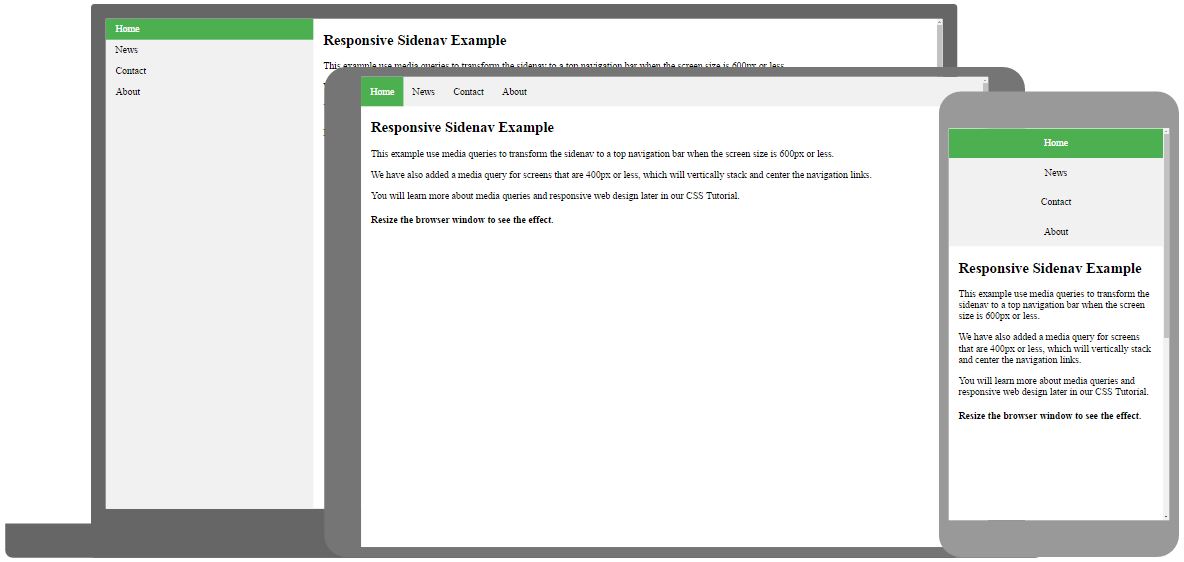 Home
News
Contact
About
Responsive Sidenav Example
This example use media queries to transform the sidenav to a top navigation bar when the screen size is 600px or less.
Home
News
Contact
About
Responsive Sidenav Example
This example use media queries to transform the sidenav to a top navigation bar when the screen size is 600px or less.
We have also added a media query for screens that are 400px or less, which will vertically stack and center the navigation links.
You will learn more about media queries and responsive web design later in our CSS Tutorial.
Resize the browser window to see the effect.
Home
News
Contact
About
Responsive Sidenav Example
This example use media queries to transform the
sidenav to a top navigation bar when the screen
size is 600px or less.
We have also added a media query for screens
that are 400px or less, which will vertically stack
and center the navigation links.
You will learn more about media queries and
responsive web design later in our CSS Tutorial.
Resize the browser window to see the effect.